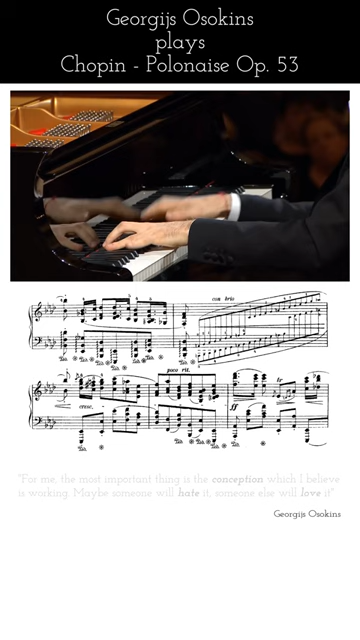 Georgijs Osokins
plays
Chopin - Polonaise Op. 53
con brio
poco rit.
cresc.
ff
tr
"For me, the most important thing is the conception which I believe
is working. Maybe someone will hate it; someone else will love it"
Georgijs Osokins